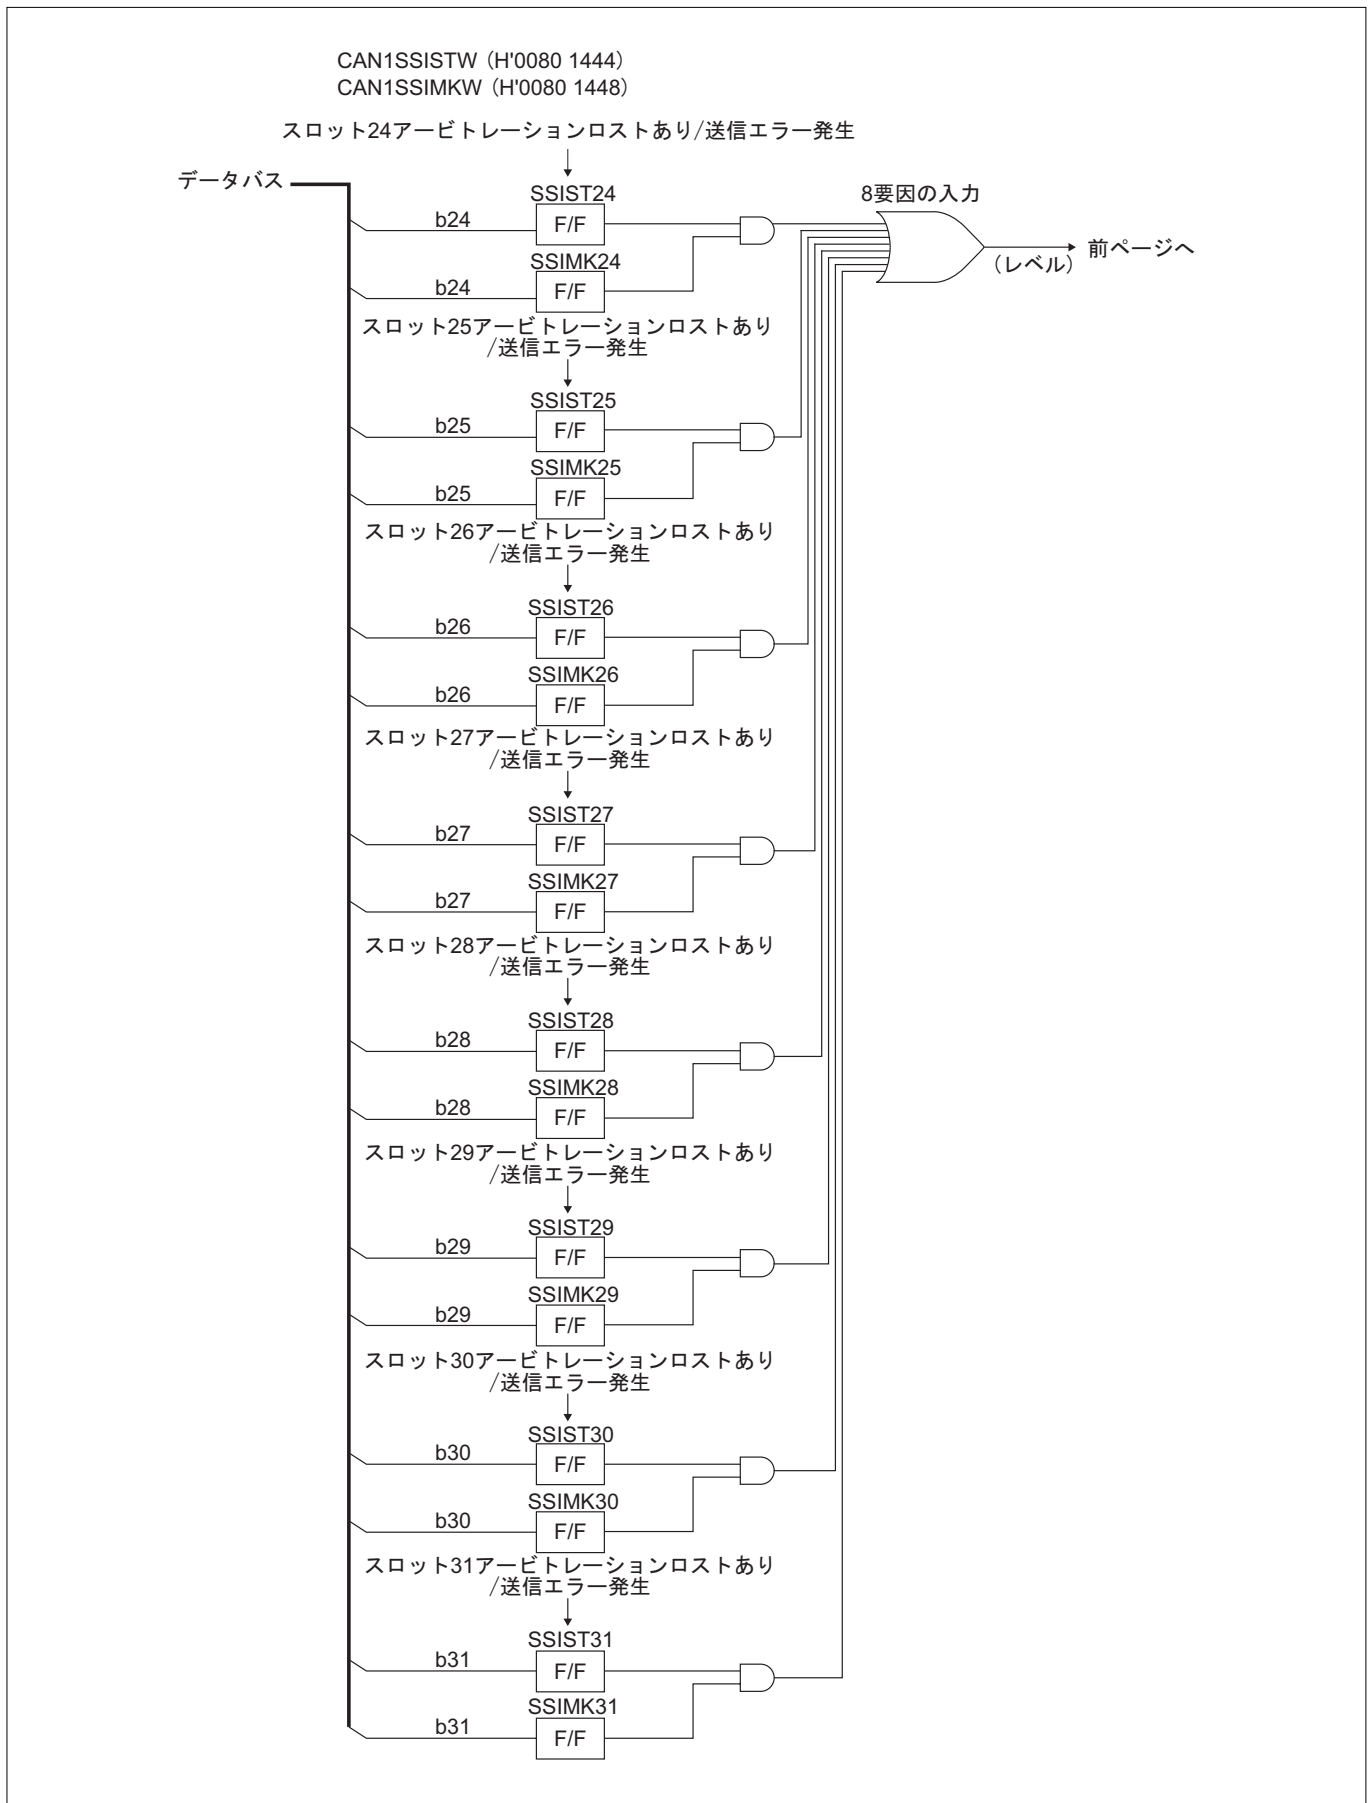 CAN1SSISTW（H'0080 1444）
CAN1SSIMKW（H'0080 1448）
スロット24アービトレーションロストあり/送信エラー発生
データバス
SSIST24
b24
F/F
8要因の入力
(レベル)
前ページへ
SSIMK24
b24
F/F
スロット25アービトレーションロストあり
/送信エラー発生
SSIST25
b25
F/F
SSIMK25
b25
F/F
スロット26アービトレーションロストあり
/送信エラー発生
SSIST26
b26
F/F
SSIMK26
b26
F/F
スロット27アービトレーションロストあり
/送信エラー発生
SSIST27
b27
F/F
SSIMK27
b27
F/F
スロット28アービトレーションロストあり
/送信エラー発生
SSIST28
b28
F/F
SSIMK28
b28
F/F
スロット29アービトレーションロストあり
/送信エラー発生
SSIST29
b29
F/F
SSIMK29
b29
F/F
スロット30アービトレーションロストあり
/送信エラー発生
SSIST30
b30
F/F
SSIMK30
b30
F/F
スロット31アービトレーションロストあり
/送信エラー発生
SSIST31
b31
F/F
SSIMK31
b31
F/F